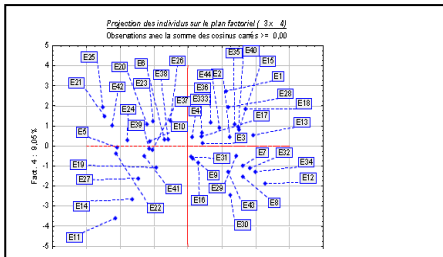 Projection des individus sur le plan factoriel ( 3 x 4)
Observations avec la somme des cosinus carrés >= 0,00
Fact. 4 : 9,06%
5
4
3
2
1
0
-1
-2
-3
-4
-5
E25
E21
E20
E42
E6
E23
E24
E39
E38
E26
E37
E10
E5
E19
E27
E14
E11
E22
E41
E35
E40
E15
E44
E2
E36
E333
E4
E1
E28
E18
E17
E13
E3
E31
E9
E16
E29
E30
E43
E7
E32
E34
E12
E8